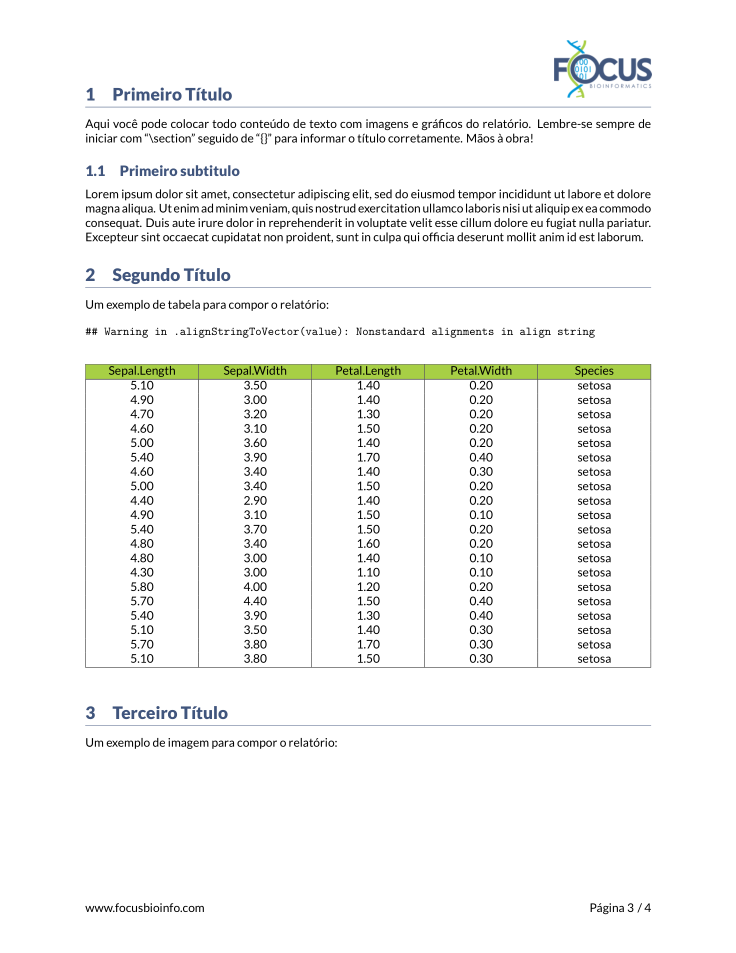 FOCUS
BIOINFORMATICS
1 Primeiro Título
Aqui você pode colocar todo conteúdo de texto com imagens e gráficos do relatório. Lembre-se sempre de
iniciar com “\section” seguido de “{}” para informar o título corretamente. Mãos à obra!
1.1 Primeiro subtitulo
Lorem ipsum dolor sit amet, consectetur adipiscing elit, sed do eiusmod tempor incididunt ut labore et dolore
magna aliqua. Ut enim ad minim veniam, quis nostrud exercitation ullamco laboris nisi ut aliquip ex ea commodo
consequat. Duis aute irure dolor in reprehenderit in voluptate velit esse cillum dolore eu fugiat nulla pariatur.
Excepteur sint occaecat cupidatat non proident, sunt in culpa qui officia deserunt mollit anim id est laborum.
2 Segundo Título
Um exemplo de tabela para compor o relatório:
## Warning in .alignStringToVector(value): Nonstandard alignments in align string
Sepal.Length Sepal.Width Petal.Length Petal.Width Species
5.10 3.50 1.40 0.20 setosa
4.90 3.00 1.40 0.20 setosa
4.70 3.20 1.30 0.20 setosa
4.60 3.10 1.50 0.20 setosa
5.00 3.60 1.40 0.20 setosa
5.40 3.90 1.70 0.40 setosa
4.60 3.40 1.40 0.30 setosa
5.00 3.40 1.50 0.20 setosa
4.40 2.90 1.40 0.20 setosa
4.90 3.10 1.50 0.10 setosa
5.40 3.70 1.50 0.20 setosa
4.80 3.40 1.60 0.20 setosa
4.80 3.00 1.40 0.10 setosa
4.30 3.00 1.10 0.10 setosa
5.80 4.00 1.20 0.20 setosa
5.70 4.40 1.50 0.40 setosa
5.40 3.90 1.30 0.40 setosa
5.10 3.50 1.40 0.30 setosa
5.70 3.80 1.70 0.30 setosa
5.10 3.80 1.50 0.30 setosa
3 Terceiro Título
Um exemplo de imagem para compor o relatório:
www.focusbioinfo.com Página 3 / 4